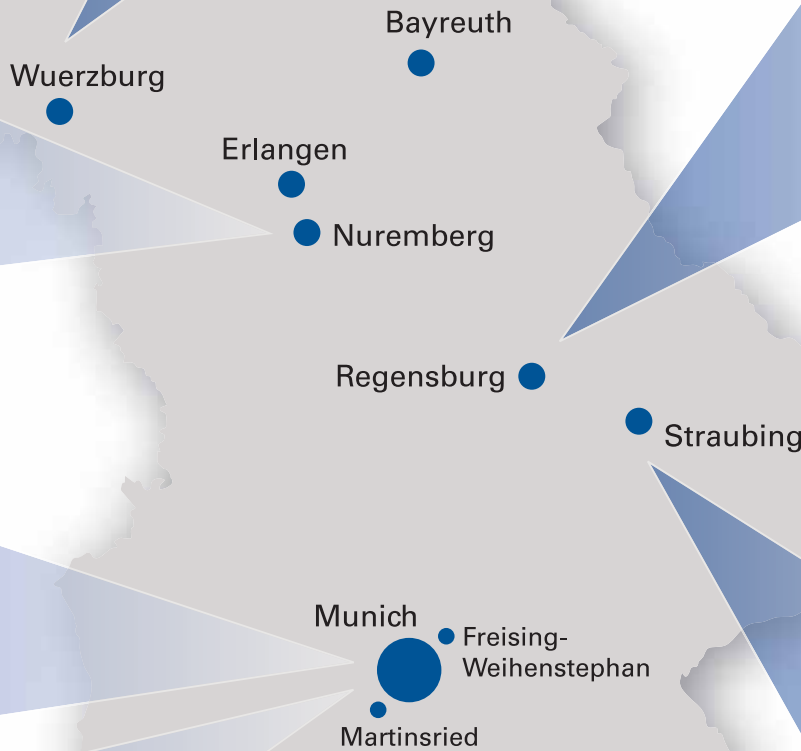 Bayreuth
Wuerzburg
Erlangen
Nuremberg
Regensburg
Straubing
Munich
Freising-
Weihenstephan
Martinsried